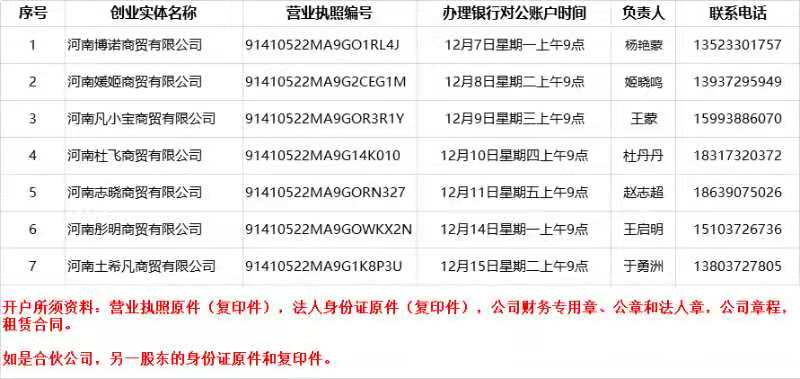 序号 创业实体名称 营业执照编号 办理银行对公账户时间 负责人 联系电话
1 河南博诺商贸有限公司 91410522MA9GO1RL4J 12月7日星期一上午9点 杨艳蒙 13523301757
2 河南媛姬商贸有限公司 91410522MA9G2CEG1M 12月8日星期二上午9点 姬晓鸣 13937295949
3 河南凡小宝商贸有限公司 91410522MA9GOR3R1Y 12月9日星期三上午9点 王蒙 15993886070
4 河南杜飞商贸有限公司 91410522MA9G14K010 12月10日星期四上午9点 杜丹丹 18317320372
5 河南志晓商贸有限公司 91410522MA9GORN327 12月11日星期五上午9点 赵志超 18639075026
6 河南彤明商贸有限公司 91410522MA9GOWKX2N 12月14日星期一上午9点 王启明 15103726736
7 河南土希凡商贸有限公司 91410522MA9G1K8P3U 12月15日星期二上午9点 于勇洲 13803727805
开户所须资料：营业执照原件（复印件），法人身份证原件（复印件），公司财务专用章、公章和法人章，公司章程，
租赁合同。
如是合伙公司，另一股东的身份证原件和复印件。